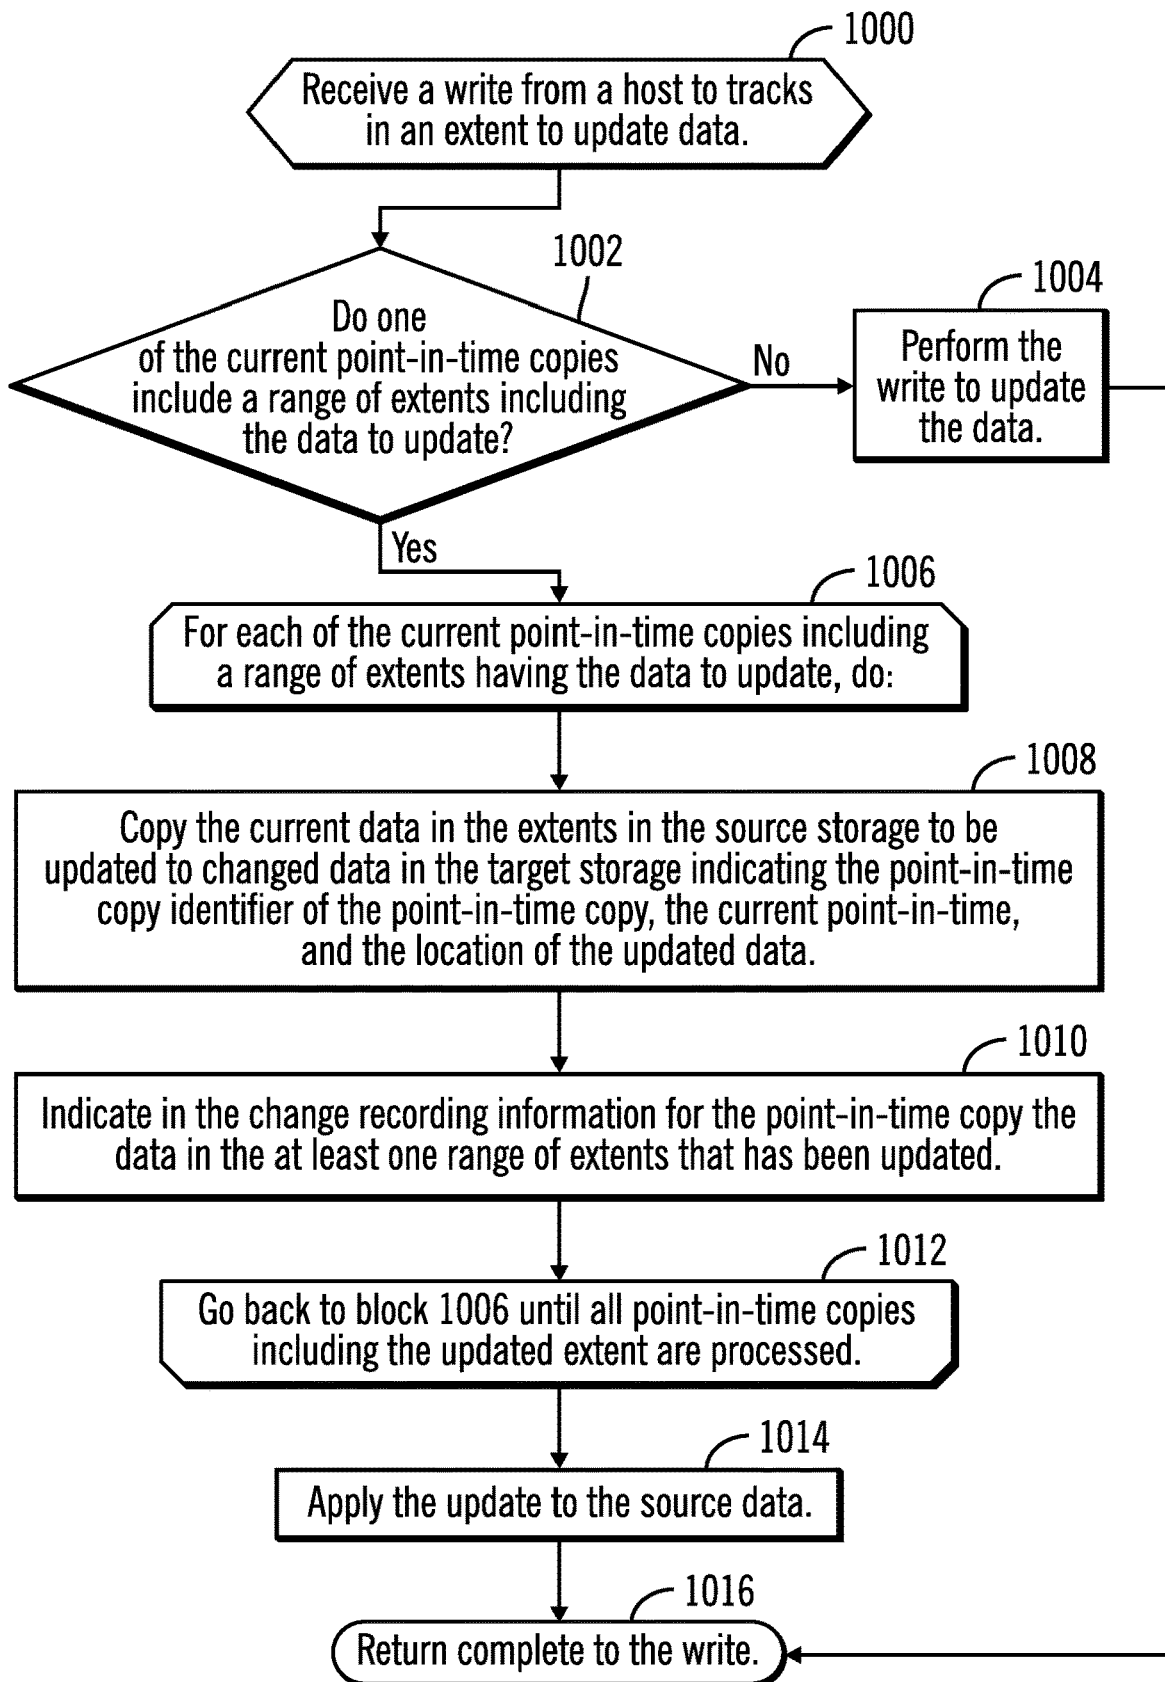 1000
Receive a write from a host to tracks
in an extent to update data.
1002
Do one
of the current point-in-time copies
include a range of extents including
the data to update?
No
1004
Perform the
write to update
the data.
Yes
1006
For each of the current point-in-time copies including
a range of extents having the data to update, do:
1008
Copy the current data in the extents in the source storage to be
updated to changed data in the target storage indicating the point-in-time
copy identifier of the point-in-time copy, the current point-in-time,
and the location of the updated data.
1010
Indicate in the change recording information for the point-in-time copy the
data in the at least one range of extents that has been updated.
1012
Go back to block 1006 until all point-in-time copies
including the updated extent are processed.
1014
Apply the update to the source data.
1016
Return complete to the write.